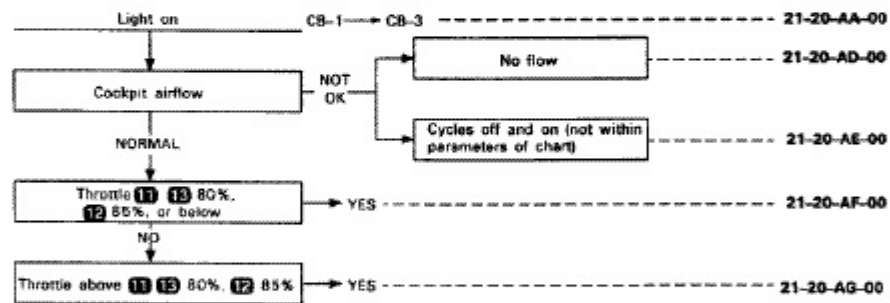 Light on
CB-1 CB-3
21-20-AA-00
No flow
21-20-AD-00
Cockpit airflow
NOT
OK
Cycles off and on (not within
parameters of chart)
21-20-AE-00
NORMAL
Throttle 11 13 80%,
12 85%, or below
YES
21-20-AF-00
NO
Throttle above 11 13 80%, 12 85%
YES
21-20-AG-00